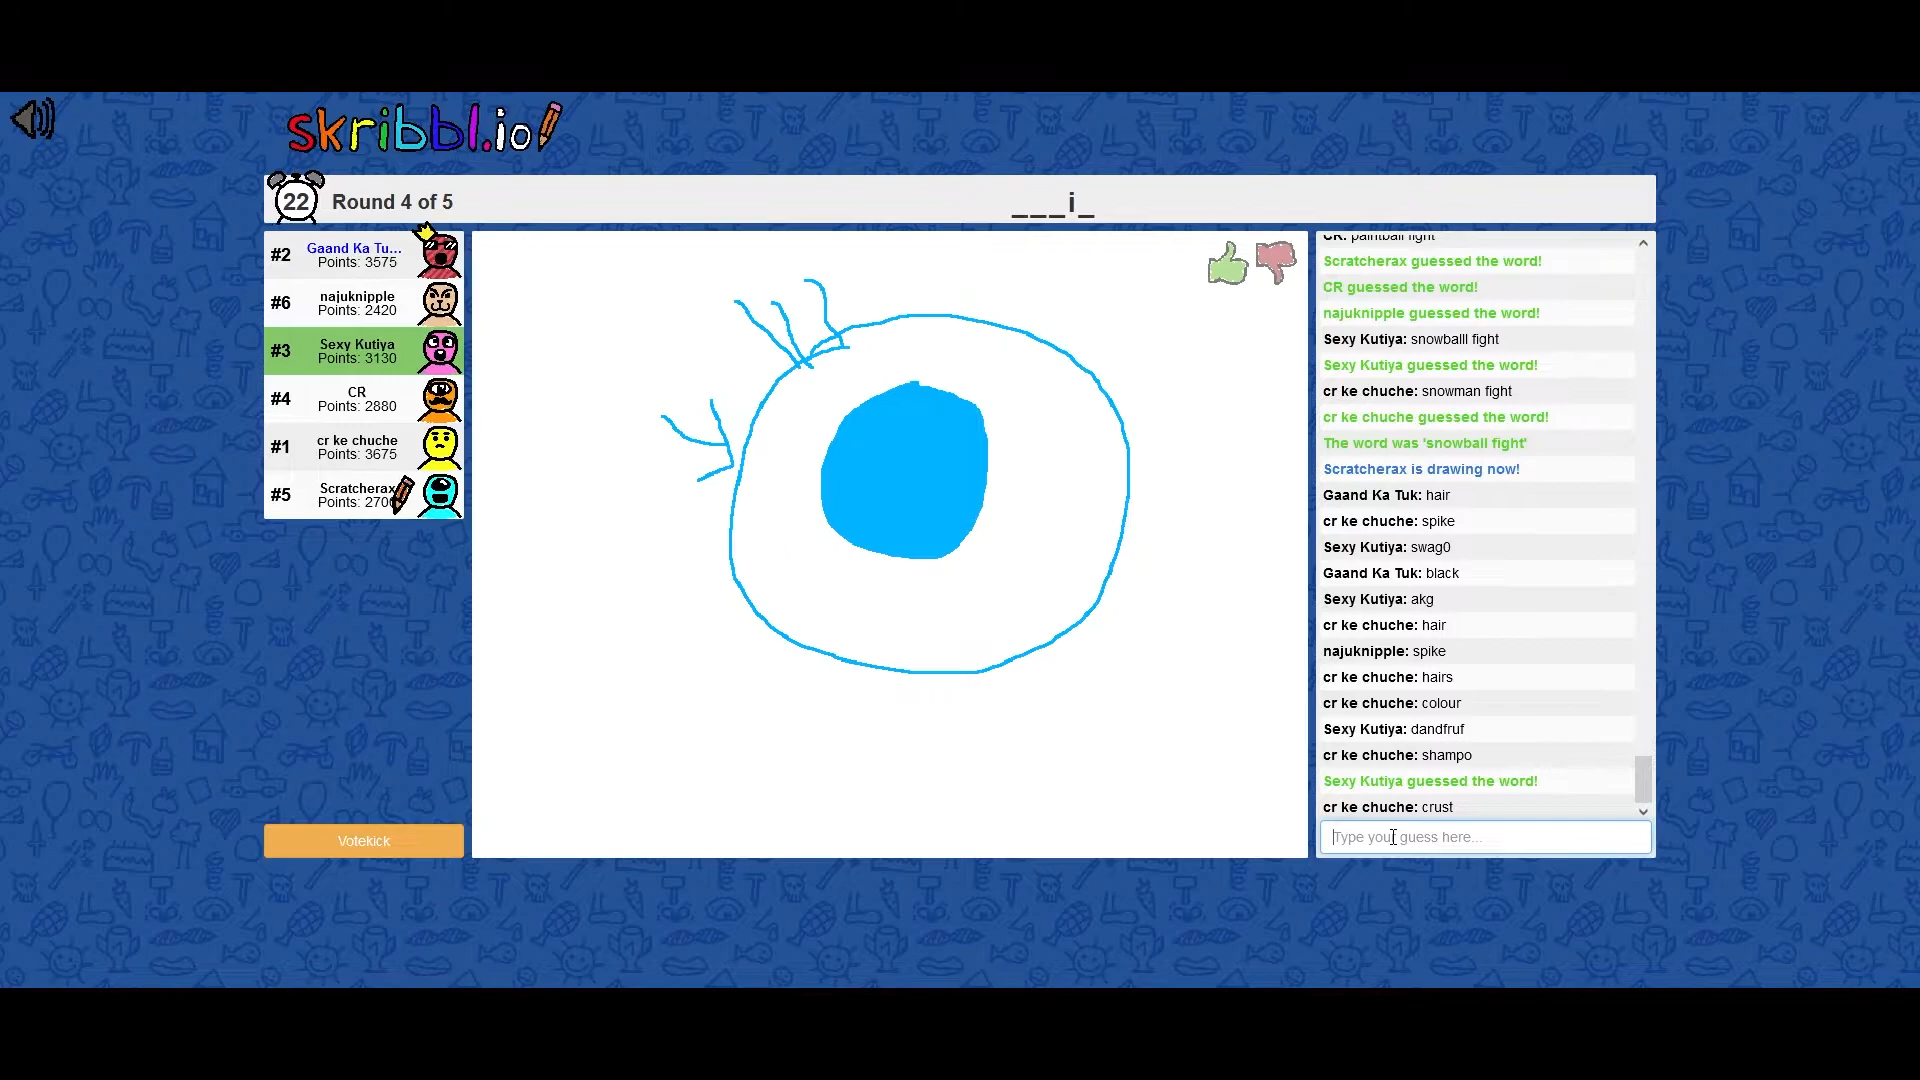 skribbl.io
22
Round 4 of 5
___i_
#2
Gaand Ka Tu...
Points: 3575
#6
najuknipple
Points: 2420
#3
Sexy Kutiya
Points: 3130
#4
CR
Points: 2880
#1
cr ke chuche
Points: 3675
#5
Scratcherax
Points: 2700
Votekick
CR: paintball fight
Scratcherax guessed the word!
CR guessed the word!
najuknipple guessed the word!
Sexy Kutiya: snowballl fight
Sexy Kutiya guessed the word!
cr ke chuche: snowman fight
cr ke chuche guessed the word!
The word was 'snowball fight'
Scratcherax is drawing now!
Gaand Ka Tuk: hair
cr ke chuche: spike
Sexy Kutiya: swag0
Gaand Ka Tuk: black
Sexy Kutiya: akg
cr ke chuche: hair
najuknipple: spike
cr ke chuche: hairs
cr ke chuche: colour
Sexy Kutiya: dandfruf
cr ke chuche: shampo
Sexy Kutiya guessed the word!
cr ke chuche: crust
Type your guess here...